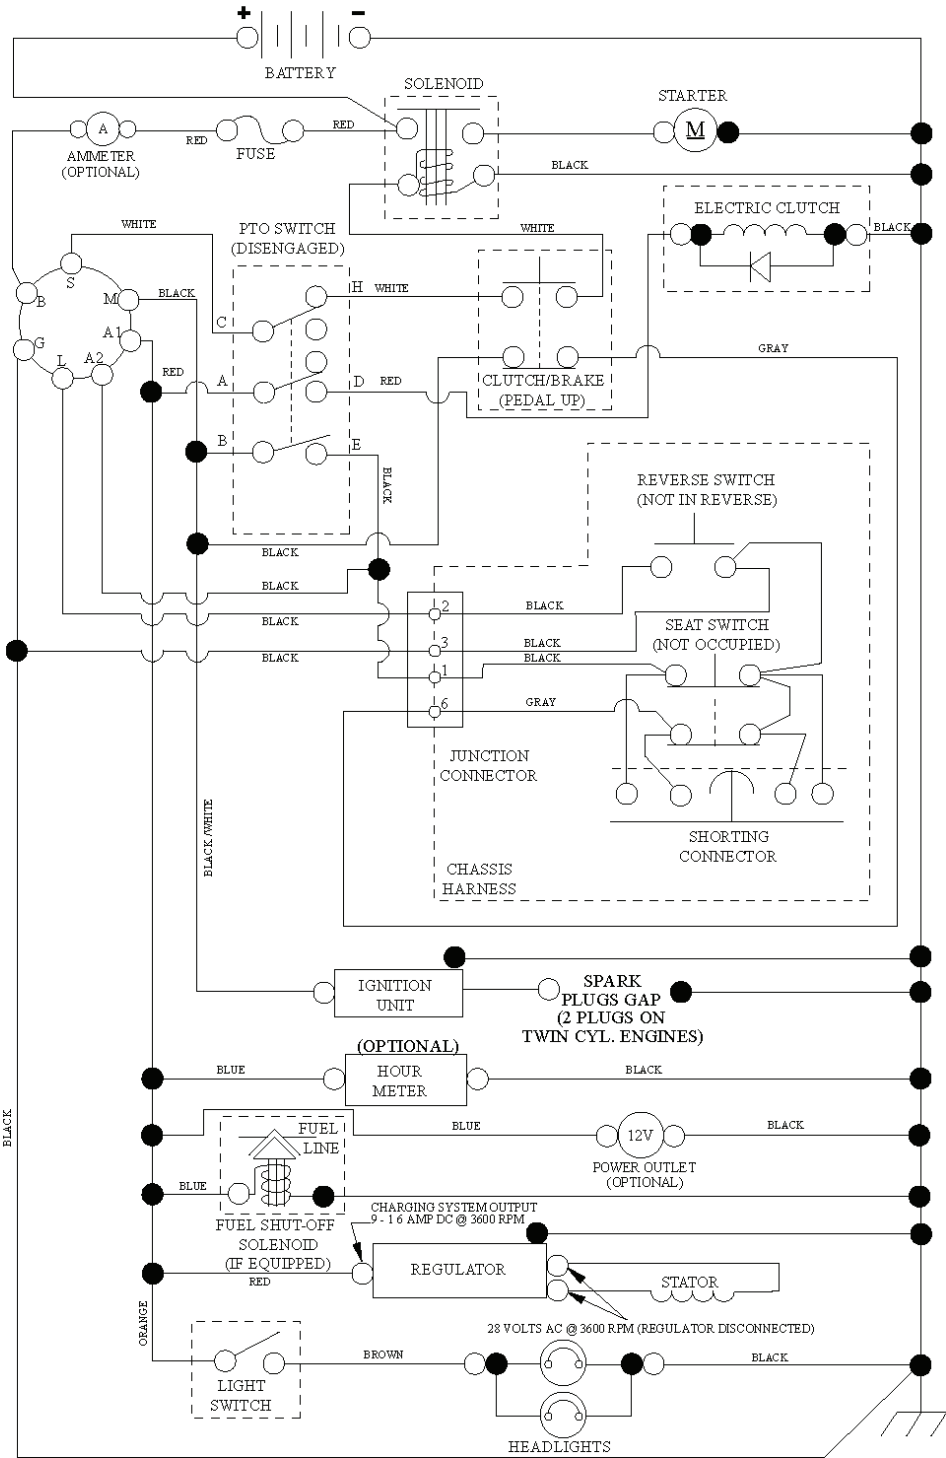 + −
BATTERY
SOLENOID
STARTER
A
RED
FUSE
RED
M
AMMETER
(OPTIONAL)
BLACK
ELECTRIC CLUTCH
BLACK
WHITE
PTO SWITCH
(DISENGAGED)
WHITE
S
B
M
BLACK
H
WHITE
C
G
A1
L
A2
RED
A
D
RED
GRAY
CLUTCH/BRAKE
(PEDAL UP)
B
E
BLACK
REVERSE SWITCH
(NOT IN REVERSE)
BLACK
BLACK
2
BLACK
BLACK
SEAT SWITCH
(NOT OCCUPIED)
3
BLACK
BLACK
BLACK
1
6
GRAY
JUNCTION
CONNECTOR
BLACK/WHITE
SHORTING
CONNECTOR
CHASSIS
HARNESS
IGNITION
UNIT
SPARK
PLUGS GAP
(2 PLUGS ON
TWIN CYL. ENGINES)
(OPTIONAL)
BLUE
HOUR
METER
BLACK
BLACK
FUEL
LINE
BLUE
12V
BLACK
POWER OUTLET
(OPTIONAL)
BLUE
FUEL SHUT-OFF
SOLENOID
(IF EQUIPPED)
CHARGING SYSTEM OUTPUT
9 - 16 AMP DC @ 3600 RPM
RED
REGULATOR
STATOR
ORANGE
28 VOLTS AC @ 3600 RPM (REGULATOR DISCONNECTED)
LIGHT
SWITCH
BROWN
BLACK
HEADLIGHTS